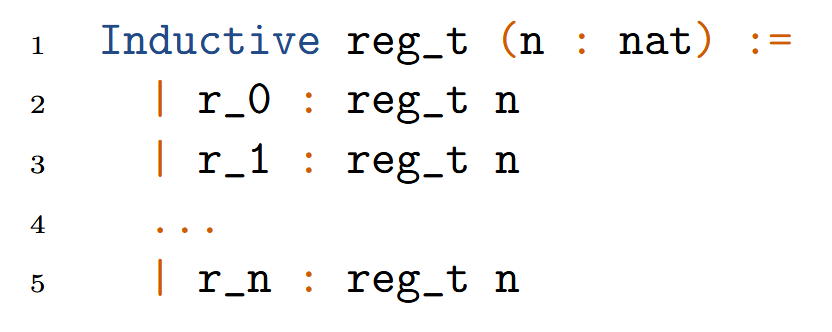 1 Inductive reg_t (n : nat) :=
2 | r_0 : reg_t n
3 | r_1 : reg_t n
4 ...
5 | r_n : reg_t n